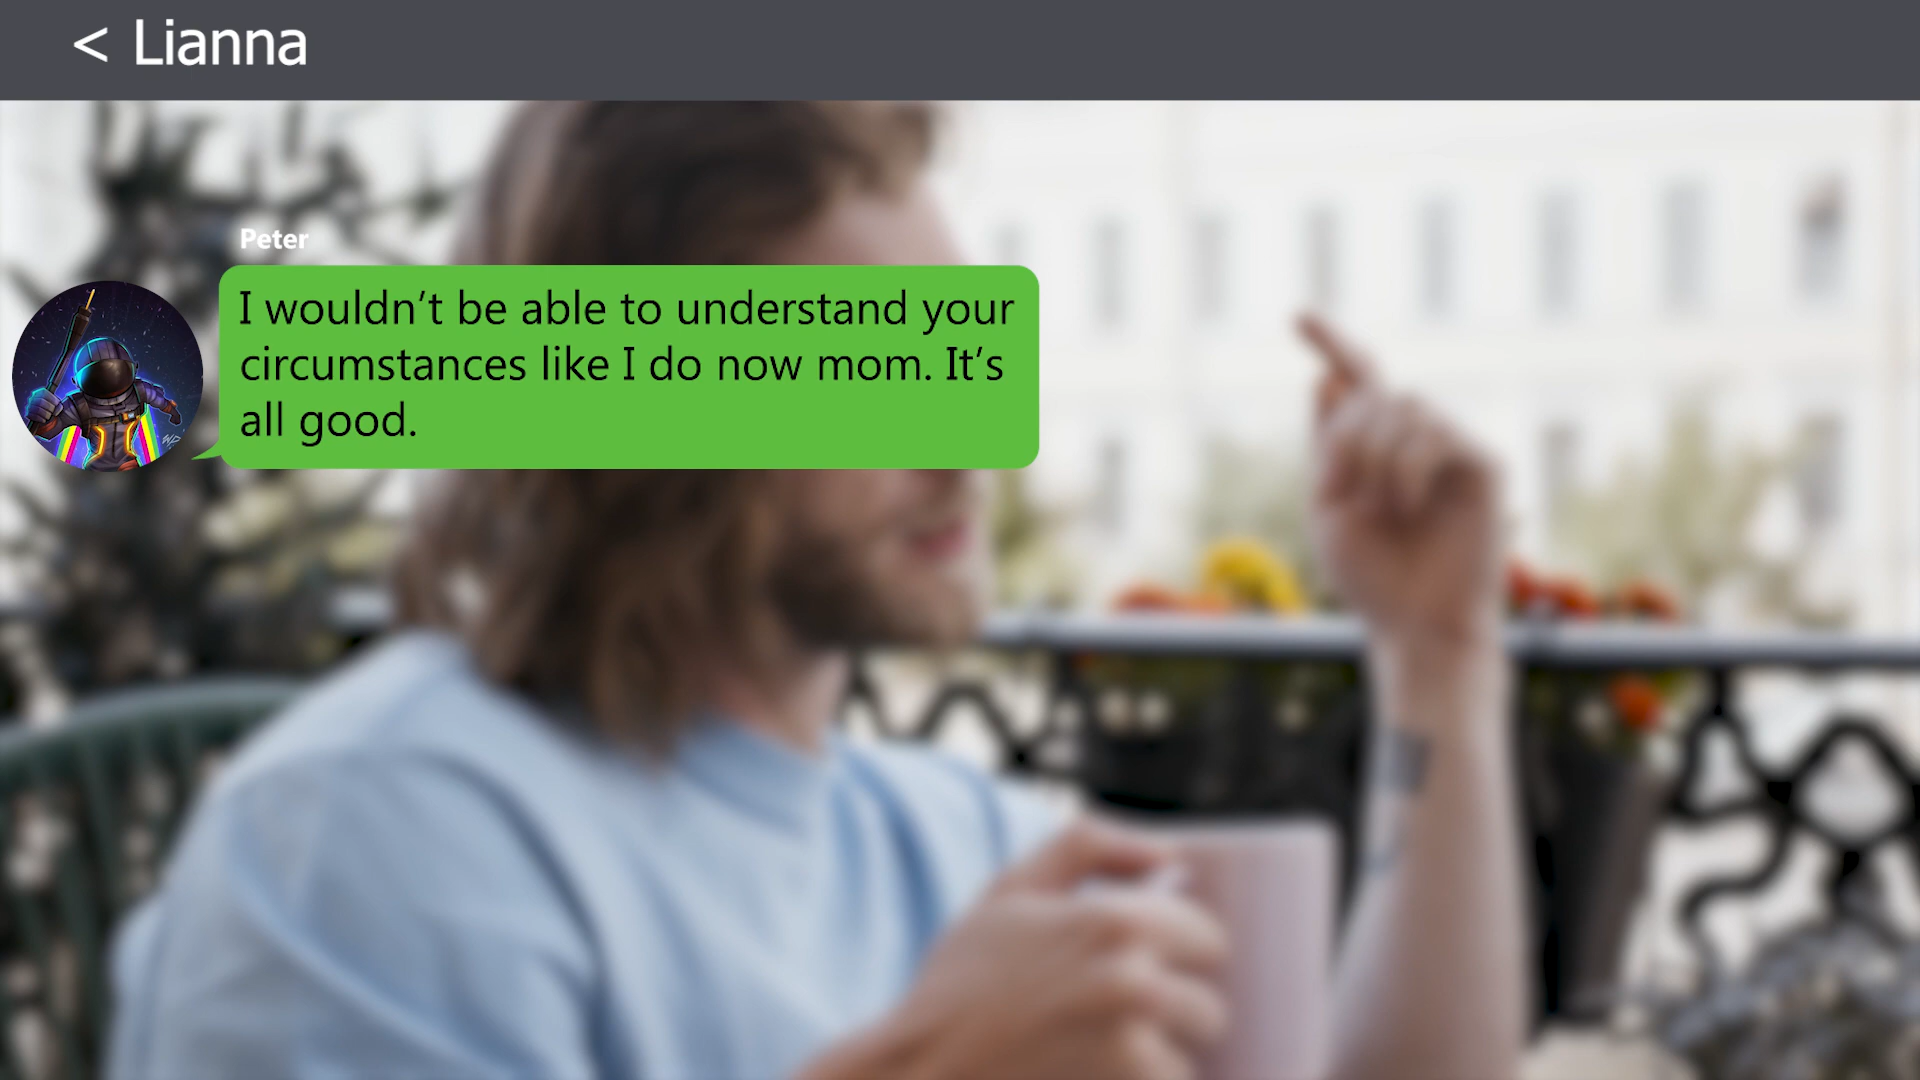 < Lianna
Peter
I wouldn’t be able to understand your
circumstances like I do now mom. It’s
all good.